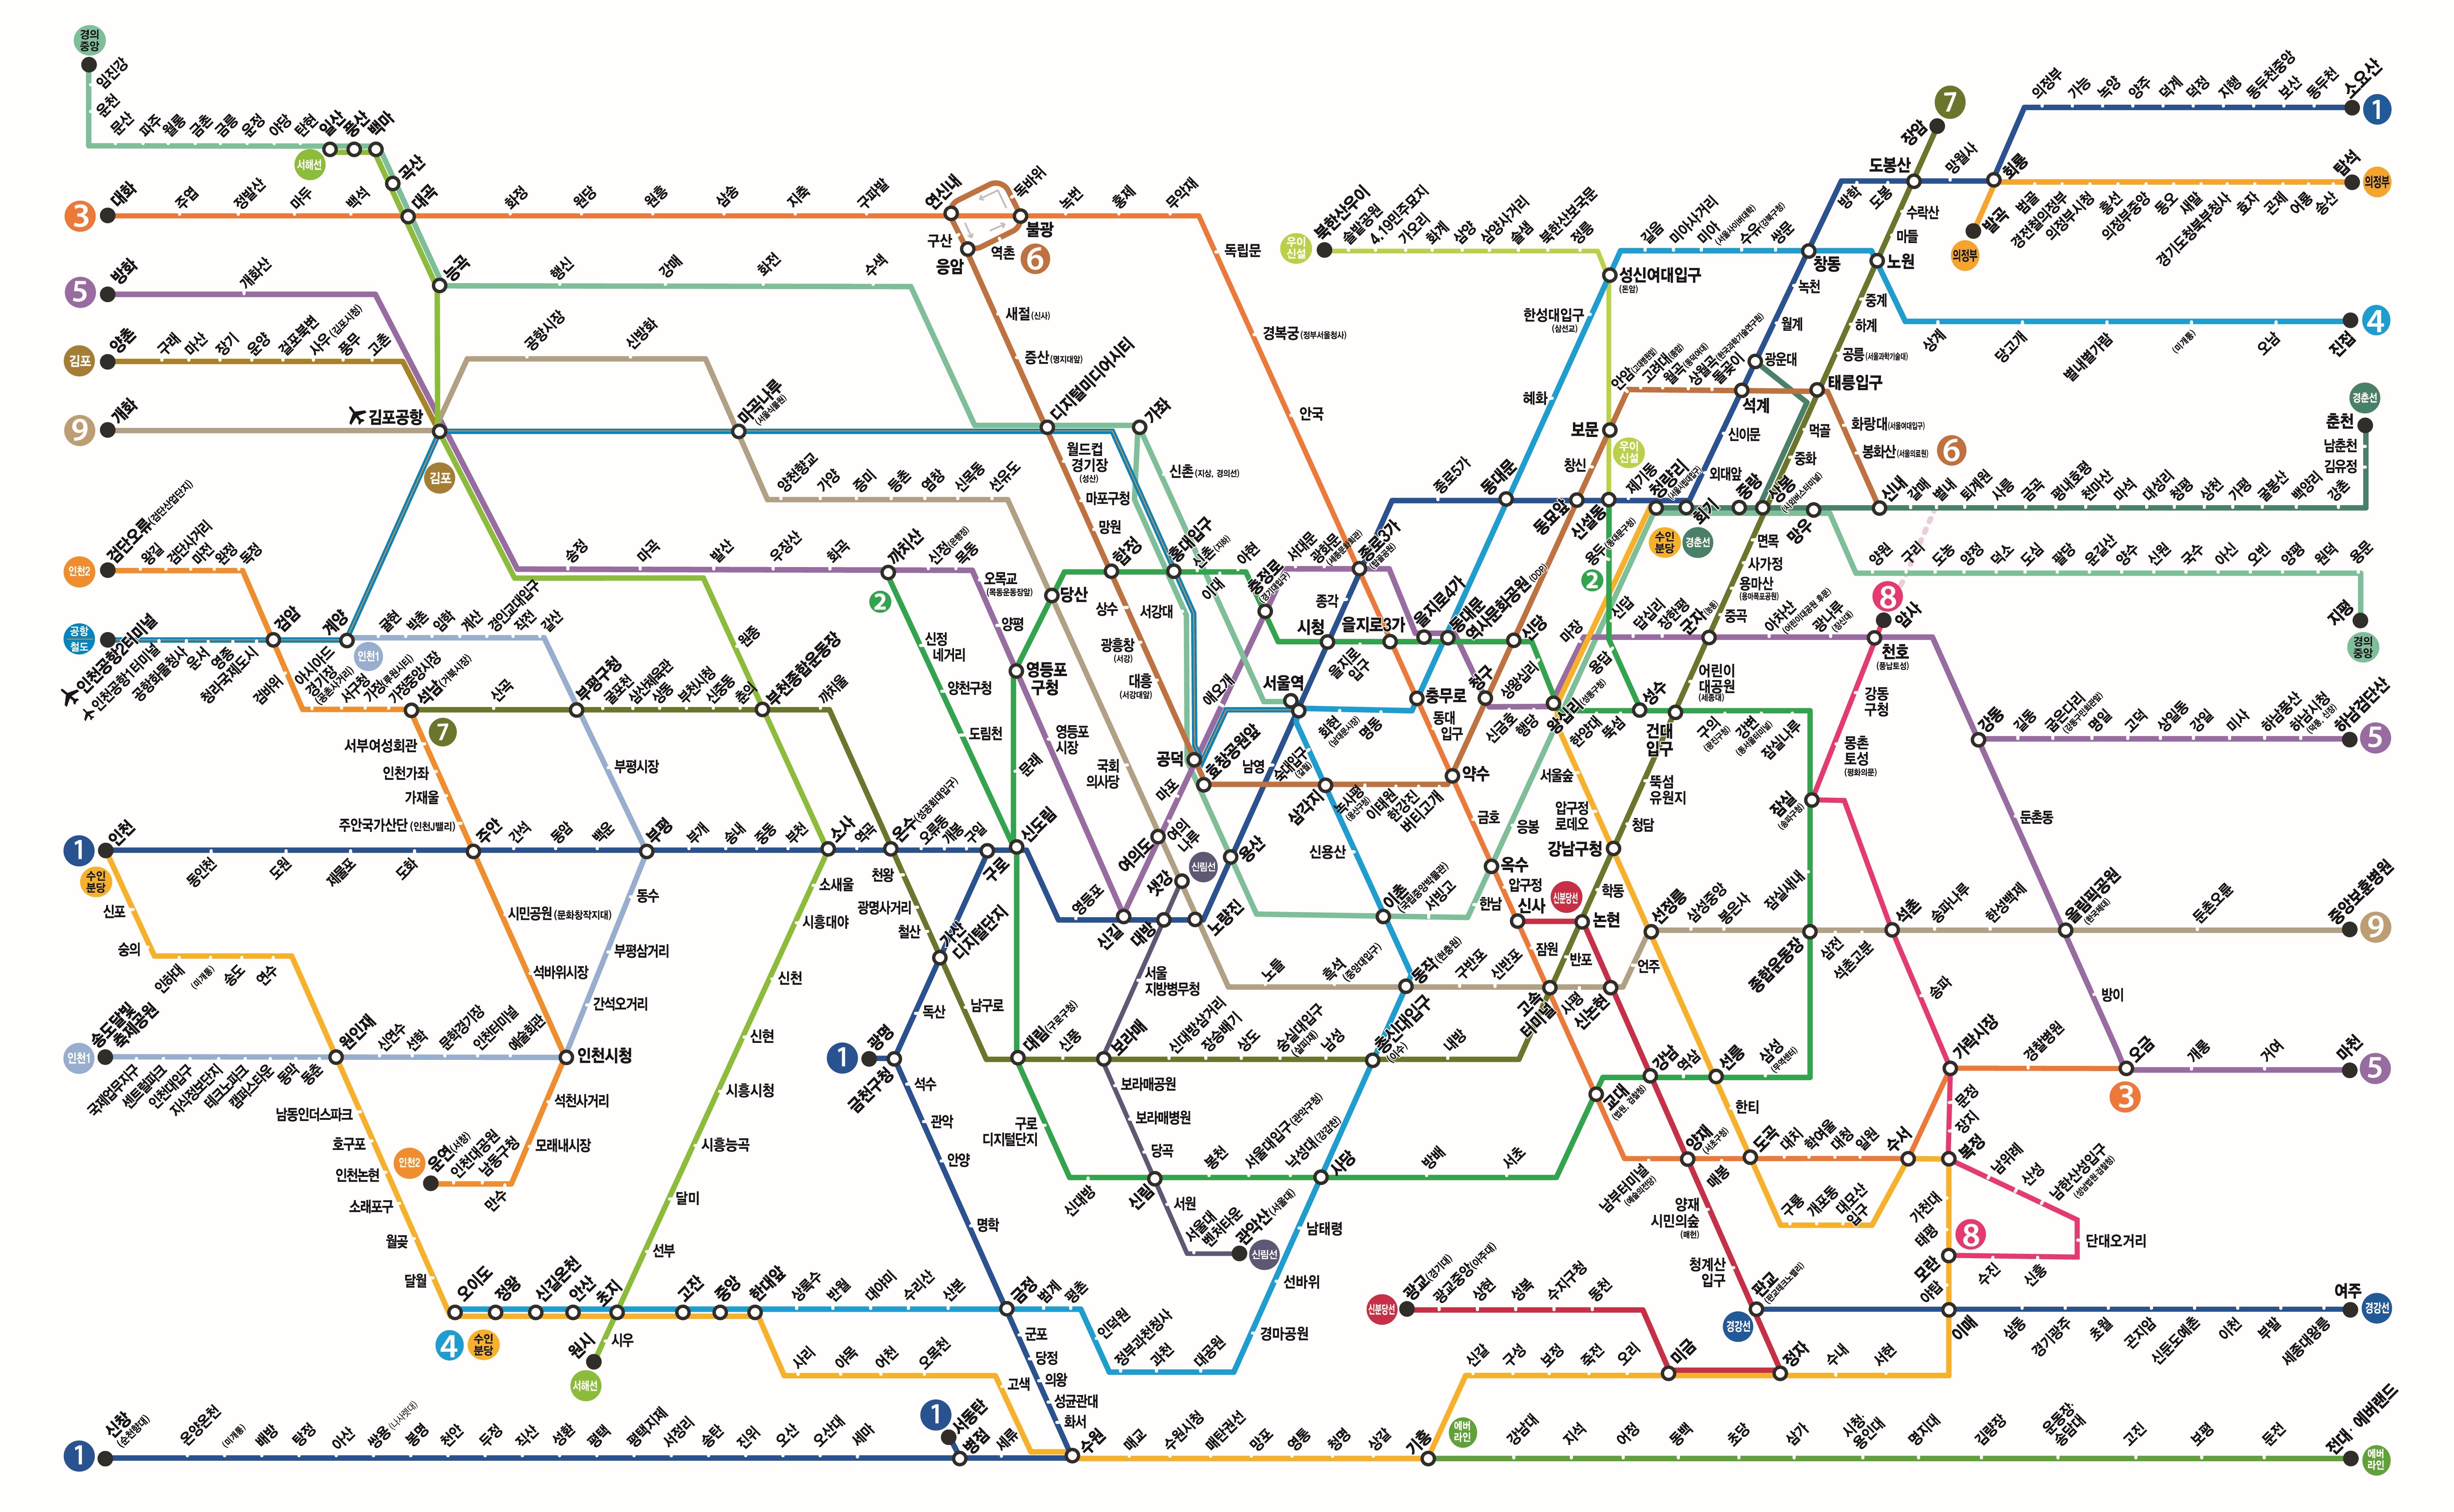 경의
중앙
임진강
운천
문산
파주
월롱
금촌
금릉
운정
야당
탄현
일산
풍산
백마
서해선
곡산
대곡
3
대화
주엽
정발산
마두
백석
화정
원당
원흥
삼송
지축
구파발
연신내
독바위
불광
구산
역촌
응암
6
녹번
홍제
무악재
독립문
경복궁(정부서울청사)
안국
5
방화
개화산
능곡
행신
강매
화전
수색
김포
양촌
구래
마산
장기
운양
걸포북변
사우(김포시청)
풍무
고촌
9
개화
김포공항
김포
공항시장
신방화
마곡나루
(서울식물원)
양천향교
가양
증미
등촌
염창
신목동
선유도
새절(신사)
증산(명지대앞)
디지털미디어시티
월드컵
경기장
(성산)
마포구청
망원
합정
가좌
신촌(지상, 경의선)
홍대입구
서강대
우이
신설
북한산우이
솔밭공원
4.19민주묘지
가오리
화계
삼양
삼양사거리
솔샘
북한산보국문
정릉
성신여대입구
(돈암)
길음
미아사거리
미아
(서울사이버대학)
수유(강북구청)
쌍문
창동
노원
한성대입구
(삼선교)
혜화
동대문
보문
우이
신설
창신
동묘앞
신설동
안암(고대병원앞)
고려대(종암)
월곡(동덕여대)
상월곡(한국과학기술연구원)
돌곶이
석계
태릉입구
화랑대(서울여대입구)
봉화산(서울의료원)
6
신내
7
장암
도봉산
수락산
마들
중계
하계
공릉(서울과학기술대)
먹골
중화
상봉
(시외버스터미널)
면목
사가정
용마산
(용마폭포공원)
중곡
군자(능동)
어린이
대공원
(세종대)
건대
입구
뚝섬
유원지
청담
강남구청
학동
논현
반포
고속
터미널
1
소요산
동두천
보산
동두천중앙
지행
덕정
덕계
양주
녹양
가능
의정부
회룡
망월사
도봉
방학
녹천
월계
광운대
신이문
외대앞
회기
청량리
(서울시립대입구)
제기동
의정부
탑석
송산
어룡
곤제
효자
경기도청북부청사
새말
동오
의정부중앙
흥선
의정부시청
경전철의정부
범골
발곡
의정부
4
진접
오남
(미개통)
별내별가람
당고개
상계
경춘선
춘천
남춘천
김유정
강촌
백양리
굴봉산
가평
상천
청평
대성리
마석
천마산
평내호평
금곡
사릉
퇴계원
별내
갈매
망우
중랑
수인
분당
경춘선
양원
구리
도농
양정
덕소
도심
팔당
운길산
양수
신원
국수
아신
오빈
양평
원덕
용문
지평
경의
중앙
인천2
검단오류(검단산업단지)
왕길
검단사거리
마전
완정
독정
검암
검바위
아시아드
경기장
(공촌사거리)
서구청
가정(루원시티)
가정중앙시장
석남(거북시장)
7
서부여성회관
인천가좌
가재울
주안국가산단(인천J밸리)
주안
시민공원(문화창작지대)
석바위시장
인천시청
석천사거리
모래내시장
만수
남동구청
인천대공원
운연(서창)
인천2
공항
철도
인천공항2터미널
인천공항1터미널
공항화물청사
운서
영종
청라국제도시
계양
인천1
귤현
박촌
임학
계산
경인교대입구
작전
갈산
부평구청
부평시장
부평
동수
부평삼거리
간석오거리
산곡
굴포천
삼산체육관
상동
부천시청
신중동
춘의
부천종합운동장
까치울
원종
송정
마곡
발산
우장산
화곡
까치산
2
신정(은행정)
목동
오목교
(목동운동장앞)
양평
영등포
구청
영등포
시장
신길
여의도
여의
나루
마포
공덕
애오개
신정
네거리
양천구청
도림천
신도림
문래
당산
국회
의사당
샛강
신림선
상수
광흥창
(서강)
대흥
(서강대앞)
효창공원앞
신촌(지하)
이대
아현
충정로
(경기대입구)
서대문
광화문
(세종문화회관)
종로3가
(탑골공원)
종로5가
종각
시청
을지로
입구
을지로3가
을지로4가
동대문
역사문화공원(DDP)
신당
청구
상왕십리
왕십리(성동구청)
신금호
행당
한양대
뚝섬
성수
용답
신답
용두(동대문구청)
2
마장
답십리
장한평
아차산
(어린이대공원 후문)
광나루
(장신대)
천호
(풍납토성)
8
암사
강동
구청
몽촌
토성
(평화의문)
잠실
(송파구청)
구의
(광진구청)
강변
(동서울터미널)
잠실나루
잠실새내
종합운동장
강동
길동
굽은다리
(강동구민회관앞)
명일
고덕
상일동
강일
미사
하남풍산
하남시청
(덕풍, 신장)
하남검단산
5
둔촌동
올림픽공원
(한국체대)
방이
오금
3
개롱
거여
마천
5
서울역
회현
(남대문시장)
명동
충무로
동대
입구
약수
금호
옥수
압구정
신사
잠원
남영
숙대입구
(갈월)
삼각지
녹사평
(용산구청)
이태원
한강진
버티고개
신용산
용산
이촌
(국립중앙박물관)
서빙고
한남
응봉
서울숲
압구정
로데오
신분당선
선정릉
삼성중앙
봉은사
삼전
석촌고분
석촌
송파나루
한성백제
둔촌오륜
중앙보훈병원
9
1
인천
수인
분당
동인천
도원
제물포
도화
간석
동암
백운
부개
송내
중동
부천
소사
역곡
온수(성공회대입구)
오류동
개봉
구일
구로
영등포
대방
노량진
신포
숭의
인하대
(미개통)
송도
연수
원인재
송도달빛
축제공원
인천1
국제업무지구
센트럴파크
인천대입구
지식정보단지
테크노파크
캠퍼스타운
동막
동춘
신연수
선학
문학경기장
인천터미널
예술회관
남동인더스파크
호구포
인천논현
소래포구
월곶
달월
오이도
4
수인
분당
정왕
신길온천
안산
초지
고잔
중앙
한대앞
상록수
반월
대야미
수리산
산본
금정
범계
평촌
인덕원
정부과천청사
과천
대공원
경마공원
선바위
남태령
사당
소새울
시흥대야
신천
신현
시흥시청
시흥능곡
달미
선부
시우
원시
서해선
천왕
광명사거리
철산
가산
디지털단지
독산
남구로
1
광명
금천구청
석수
관악
안양
명학
대림(구로구청)
신풍
보라매
신대방삼거리
장승배기
상도
숭실대입구
(살피재)
남성
총신대입구
(이수)
내방
서울
지방병무청
보라매공원
보라매병원
당곡
신림
서원
서울대
벤처타운
관악산(서울대)
신림선
구로
디지털단지
신대방
봉천
서울대입구(관악구청)
낙성대(강감찬)
방배
서초
교대
(법원, 검찰청)
노들
흑석
(중앙대입구)
동작(현충원)
구반포
신반포
사평
신논현
언주
강남
역삼
선릉
삼성
(무역센터)
한티
도곡
남부터미널
(예술의전당)
양재
(서초구청)
매봉
대치
학여울
대청
일원
수서
구룡
개포동
대모산
입구
양재
시민의숲
(매헌)
청계산
입구
판교
(판교테크노밸리)
경강선
송파
가락시장
경찰병원
문정
장지
복정
남위례
산성
남한산성입구
(성남법원·검찰청)
단대오거리
신흥
수진
8
모란
가천대
태평
야탑
이매
삼동
경기광주
초월
곤지암
신둔도예촌
이천
부발
세종대왕릉
여주
경강선
신분당선
광교(경기대)
광교중앙(아주대)
상현
성복
수지구청
동천
미금
정자
수내
서현
사리
야목
어천
오목천
고색
군포
당정
의왕
성균관대
화서
수원
매교
수원시청
매탄권선
망포
영통
청명
상갈
기흥
신갈
구성
보정
죽전
오리
1
신창
(순천향대)
온양온천
(미개통)
배방
탕정
아산
쌍용(나사렛대)
봉명
천안
두정
직산
성환
평택
평택지제
서정리
송탄
진위
오산
오산대
세마
1
서동탄
병점
세류
에버
라인
강남대
지석
어정
동백
초당
삼가
시청·
용인대
명지대
김량장
운동장·
송담대
고진
보평
둔전
전대·에버랜드
에버
라인